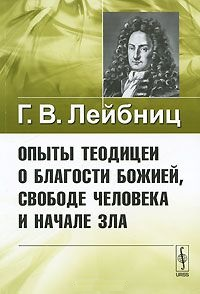 Г. В. Лейбниц
ОПЫТЫ ТЕОДИЦЕИ
О БЛАГОСТИ БОЖИЕЙ,
СВОБОДЕ ЧЕЛОВЕКА
И НАЧАЛЕ ЗЛА
URSS